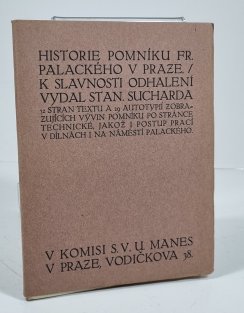 HISTORIE POMNÍKU FR.
PALACKÉHO V PRAZE. /
K SLAVNOSTI ODHALENÍ
VYDAL STAN. SUCHARDA
32 STRAN TEXTU A 29 AUTOTYPIÍ ZOBRA-
ZUJÍCÍCH VÝVIN POMNÍKU PO STRÁNCE
TECHNICKÉ, JAKOŽ I POSTUP PRACÍ
V DÍLNÁCH I NA NÁMĚSTÍ PALACKÉHO.
V KOMISI S. V. U. MANES
V PRAZE, VODIČKOVA 38.